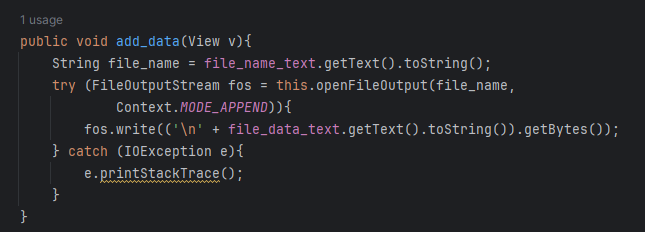 1 usage
public void add_data(View v){
    String file_name = file_name_text.getText().toString();
    try (FileOutputStream fos = this.openFileOutput(file_name,
            Context.MODE_APPEND)){
        fos.write(('\n' + file_data_text.getText().toString()).getBytes());
    } catch (IOException e){
        e.printStackTrace();
    }
}